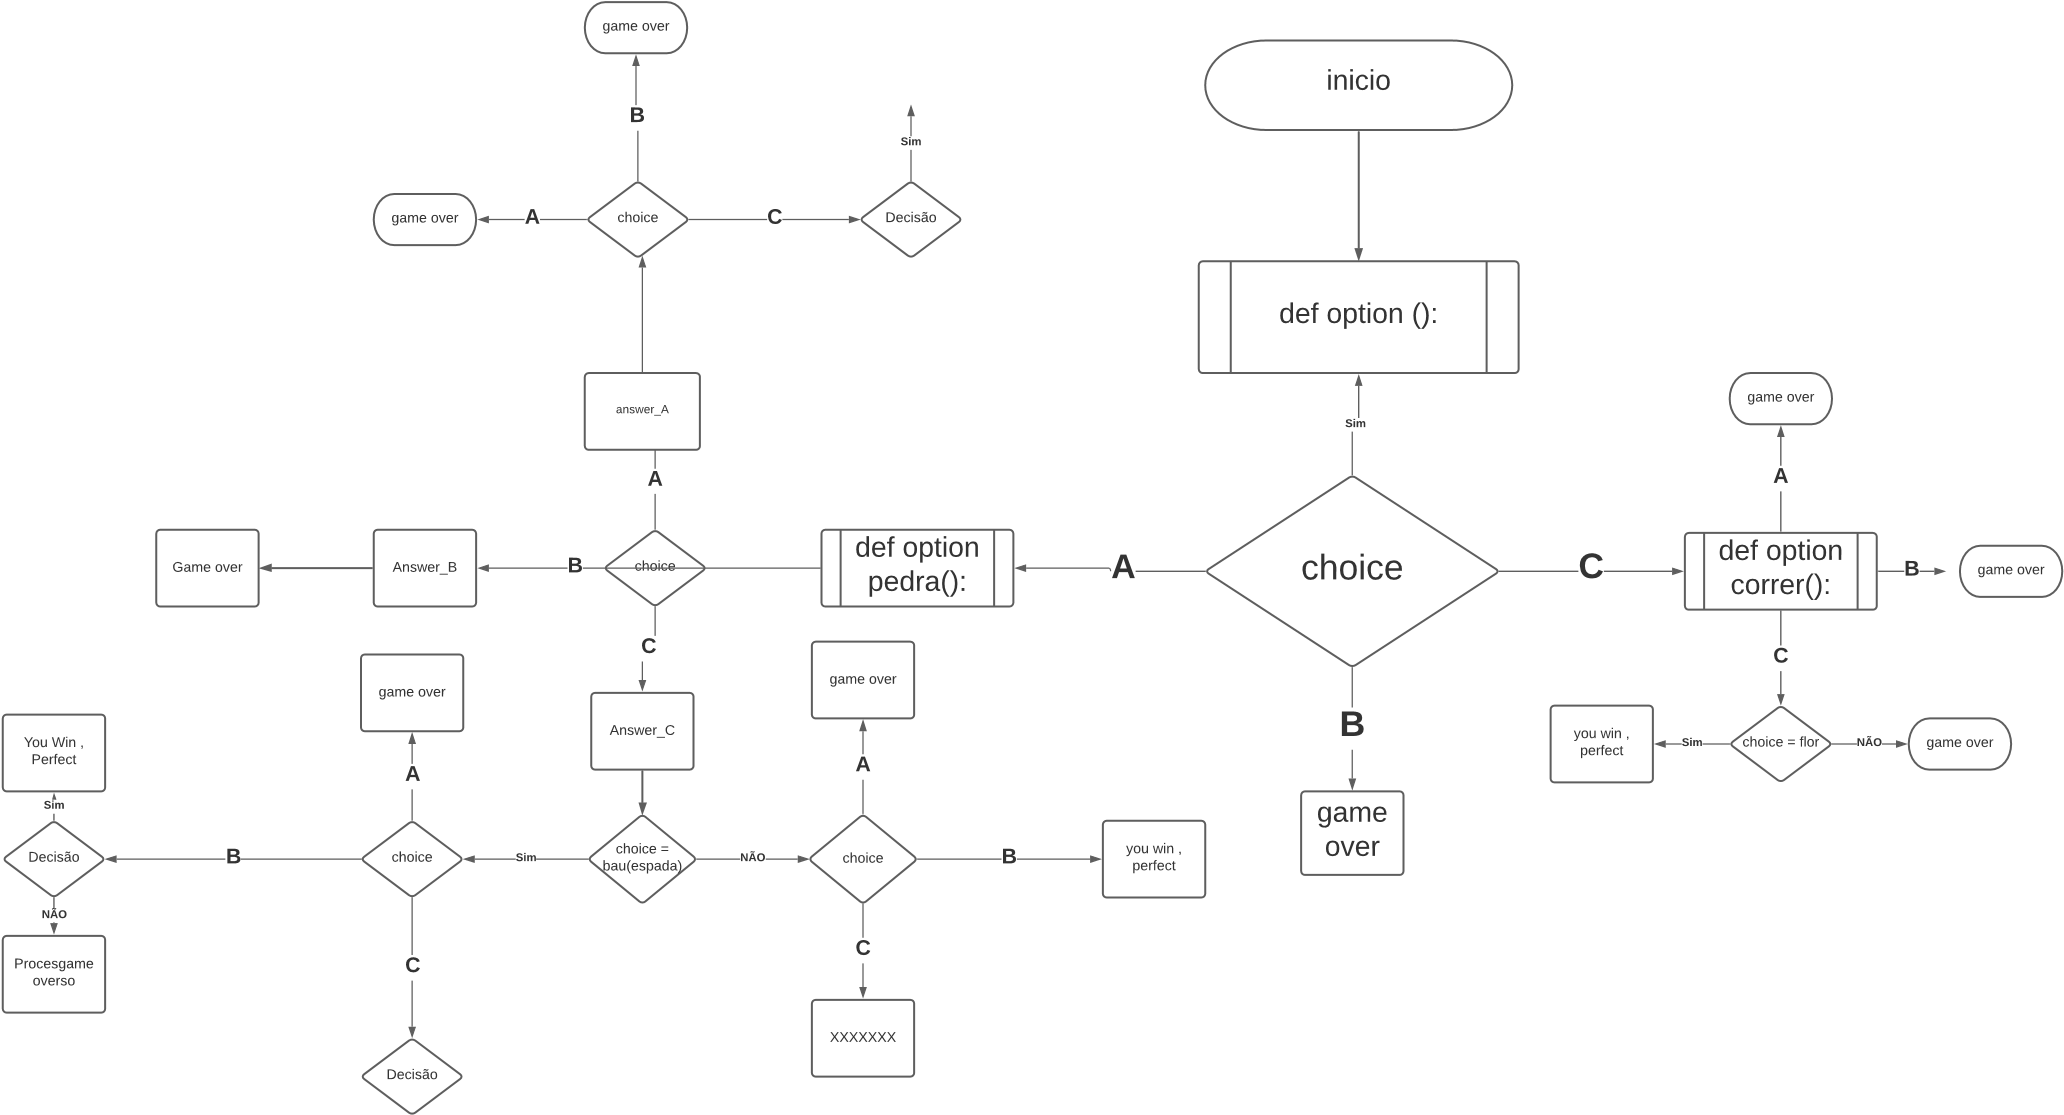 game over
inicio
B
Sim
game over
A
choice
C
Decisão
def option ():
answer_A
Sim
game over
A
A
Game over
Answer_B
B
choice
def option
pedra():
A
choice
C
def option
correr():
B
game over
C
C
game over
game over
Answer_C
B
you win ,
perfect
Sim
choice = flor
NÃO
game over
You Win ,
Perfect
A
A
game
over
Sim
Decisão
B
choice
Sim
choice =
bau(espada)
NÃO
choice
B
you win ,
perfect
NÃO
C
C
Procesgame
overso
XXXXXXX
Decisão